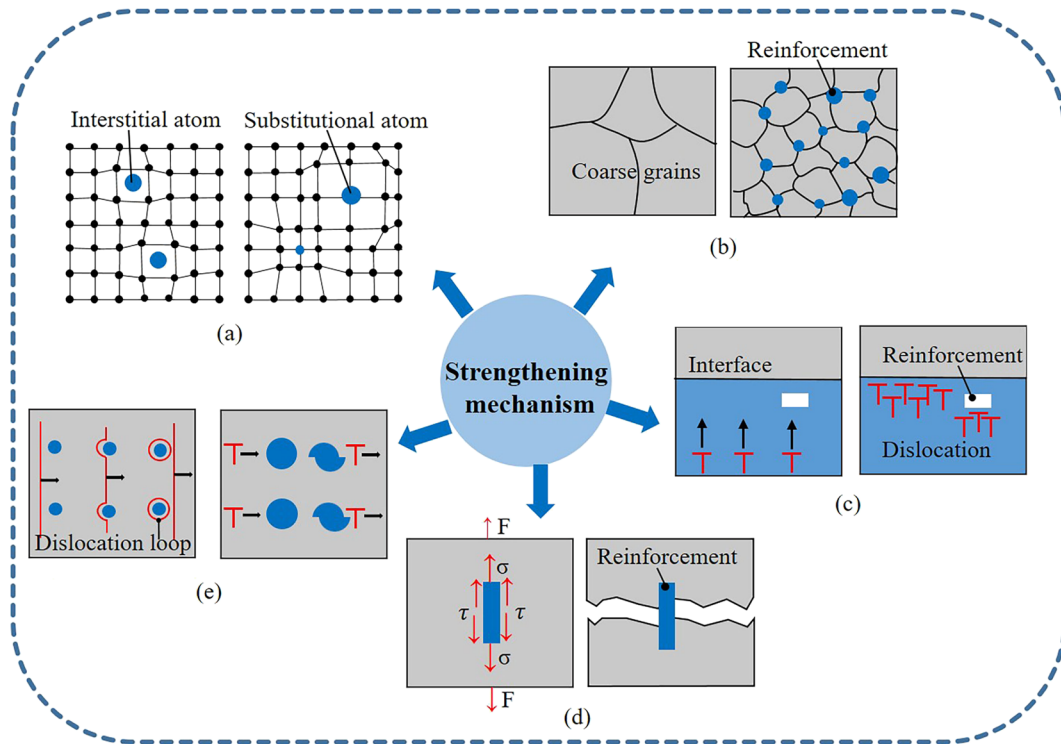 Reinforcement
Interstitial atom
Substitutional atom
Coarse grains
(b)
(a)
Strengthening
mechanism
Interface
Reinforcement
Dislocation
(c)
Dislocation loop
(e)
F
σ
τ
τ
σ
F
Reinforcement
(d)